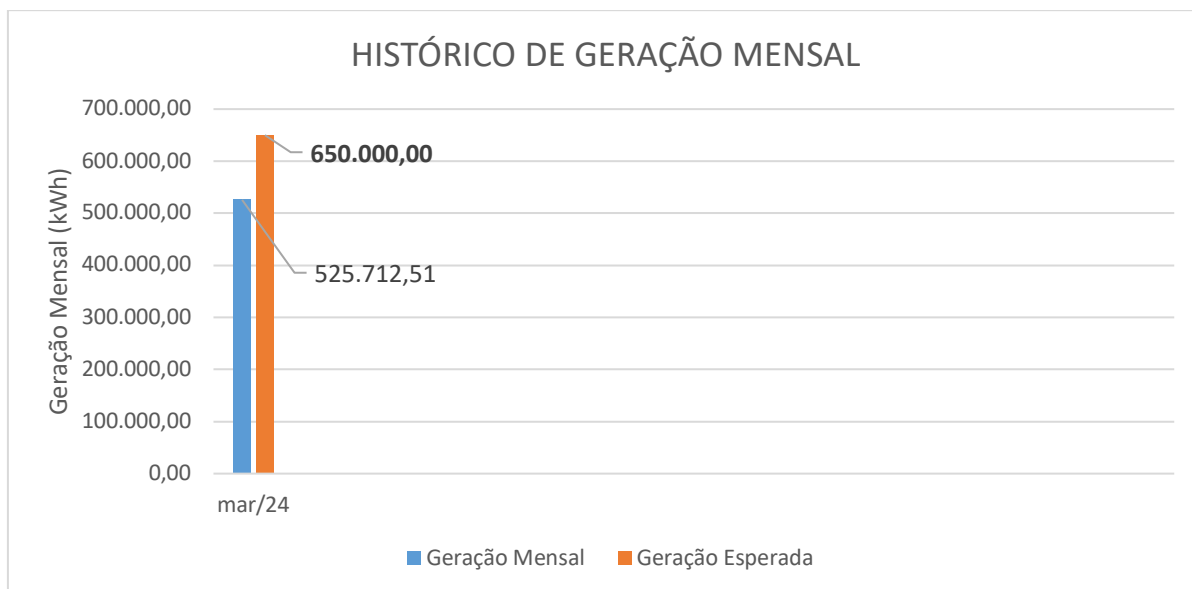 HISTÓRICO DE GERAÇÃO MENSAL
Geração Mensal (kWh)
700.000,00
600.000,00
500.000,00
400.000,00
300.000,00
200.000,00
100.000,00
0,00
650.000,00
525.712,51
mar/24
Geração Mensal
Geração Esperada